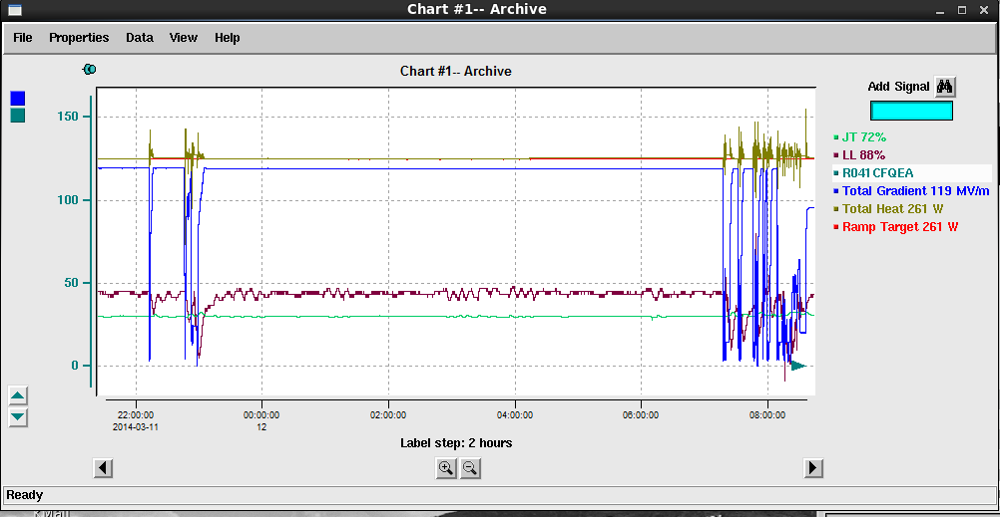 Chart #1-- Archive
File Properties Data View Help
Chart #1-- Archive
Add Signal
150
100
50
0
JT 72%
LL 88%
R041CFQEA
Total Gradient 119 MV/m
Total Heat 261 W
Ramp Target 261 W
22:00:00 00:00:00 02:00:00 04:00:00 06:00:00 08:00:00
2014-03-11 12
Label step: 2 hours
Ready